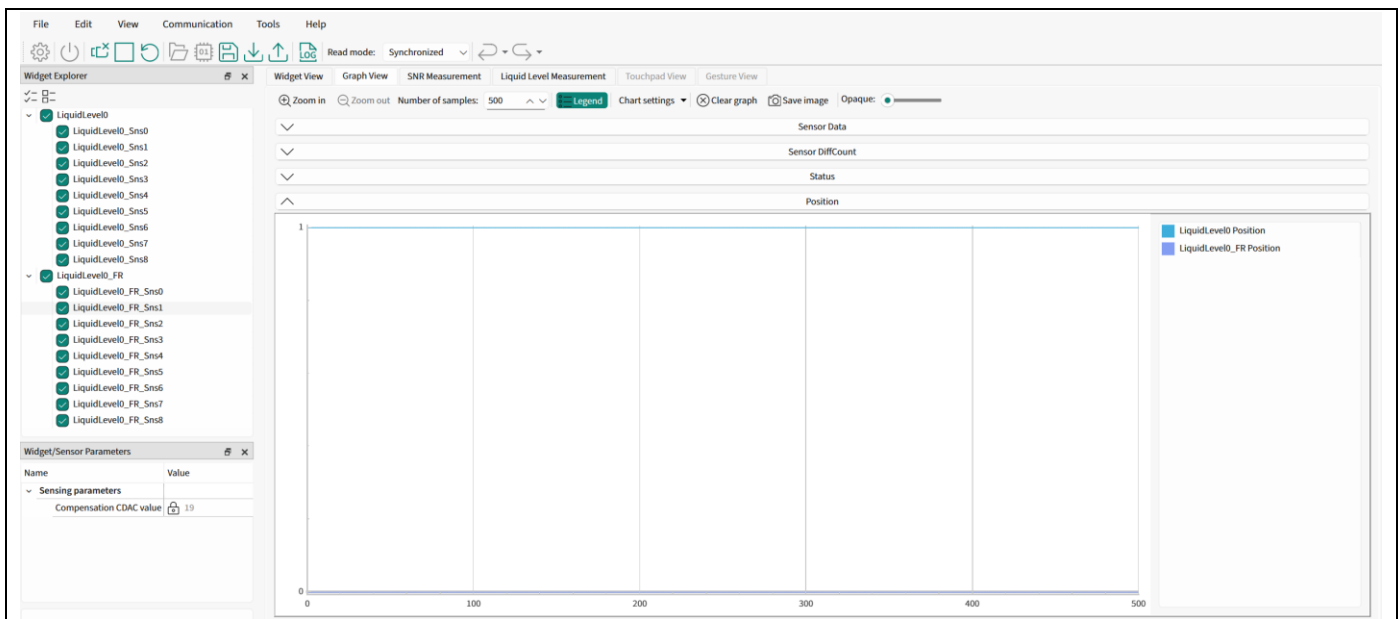 File Edit View Communication Tools Help
01 LOG Read mode: Synchronized
Widget Explorer
Widget View Graph View SNR Measurement Liquid Level Measurement Touchpad View Gesture View
Zoom in Zoom out Number of samples: 500 Legend Chart settings Clear graph Save image Opaque:
LiquidLevel0
LiquidLevel0_Sns0
LiquidLevel0_Sns1
LiquidLevel0_Sns2
LiquidLevel0_Sns3
LiquidLevel0_Sns4
LiquidLevel0_Sns5
LiquidLevel0_Sns6
LiquidLevel0_Sns7
LiquidLevel0_Sns8
LiquidLevel0_FR
LiquidLevel0_FR_Sns0
LiquidLevel0_FR_Sns1
LiquidLevel0_FR_Sns2
LiquidLevel0_FR_Sns3
LiquidLevel0_FR_Sns4
LiquidLevel0_FR_Sns5
LiquidLevel0_FR_Sns6
LiquidLevel0_FR_Sns7
LiquidLevel0_FR_Sns8
Widget/Sensor Parameters
Name Value
Sensing parameters
Compensation CDAC value 19
Sensor Data
Sensor DiffCount
Status
Position
1
0
0 100 200 300 400 500
LiquidLevel0 Position
LiquidLevel0_FR Position